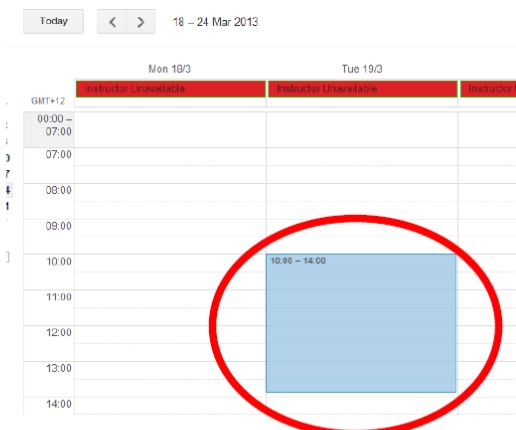 Today
18 – 24 Mar 2013
Mon 18/3
Tue 19/3
Instructor Unavailable
Instructor Unavailable
Instructor
GMT+12
00:00 –
07:00
07:00
08:00
09:00
10:00
10:00 – 14:00
11:00
12:00
13:00
14:00